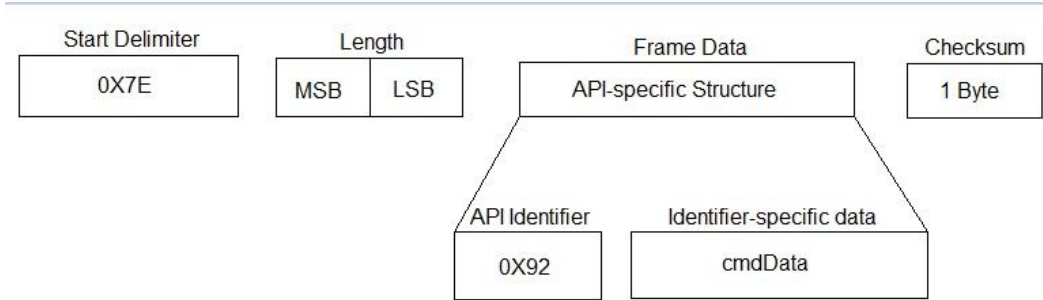 Start Delimiter
Length
Frame Data
Checksum
0X7E
MSB
LSB
API-specific Structure
1 Byte
API Identifier
Identifier-specific data
0X92
cmdData